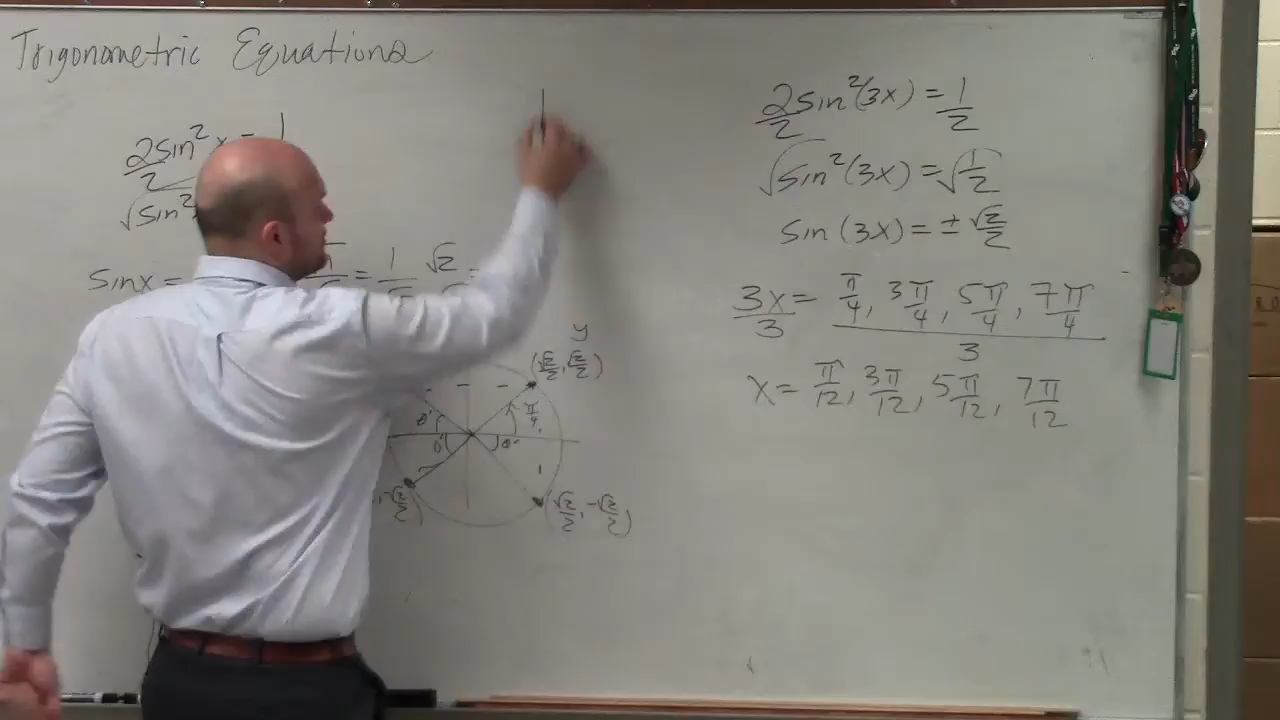 Trigonometric Equations
2sin²x = 1
2
√sin²
sinx =
1 = 1 √2 =
y
(√2/2, √2/2)
θ' π/4
θ' θ'
, -√2/2) (√2/2, -√2/2)
2sin²(3x) = 1
2 2
√sin²(3x) = √1/2
sin(3x) = ± √2/2
3x = π/4, 3π/4, 5π/4, 7π/4
3 3
x = π/12, 3π/12, 5π/12, 7π/12